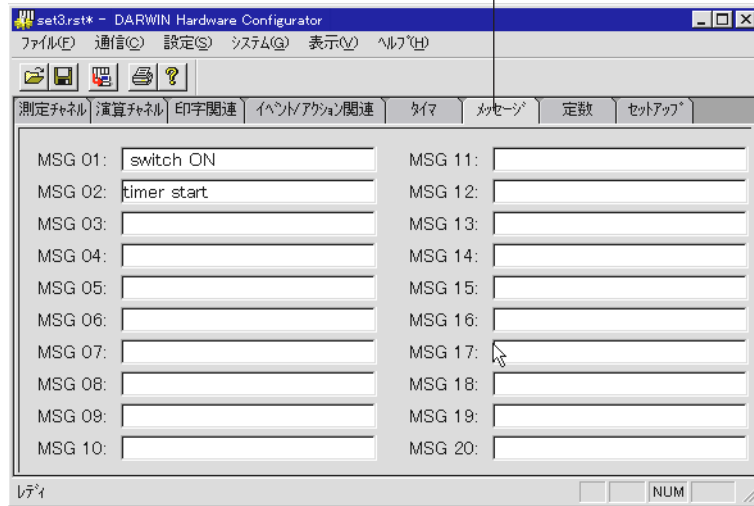 set3.rst* - DARWIN Hardware Configurator
ﾌｧｲﾙ(F) 通信(C) 設定(S) ｼｽﾃﾑ(G) 表示(V) ﾍﾙﾌﾟ(H)
測定ﾁｬﾈﾙ 演算ﾁｬﾈﾙ 印字関連 ｲﾍﾞﾝﾄ/ｱｸｼｮﾝ関連 ﾀｲﾏ ﾒｯｾｰｼﾞ 定数 ｾｯﾄｱｯﾌﾟ
MSG 01: switch ON MSG 11:
MSG 02: timer start MSG 12:
MSG 03: MSG 13:
MSG 04: MSG 14:
MSG 05: MSG 15:
MSG 06: MSG 16:
MSG 07: MSG 17:
MSG 08: MSG 18:
MSG 09: MSG 19:
MSG 10: MSG 20:
ﾚﾃﾞｨ NUM